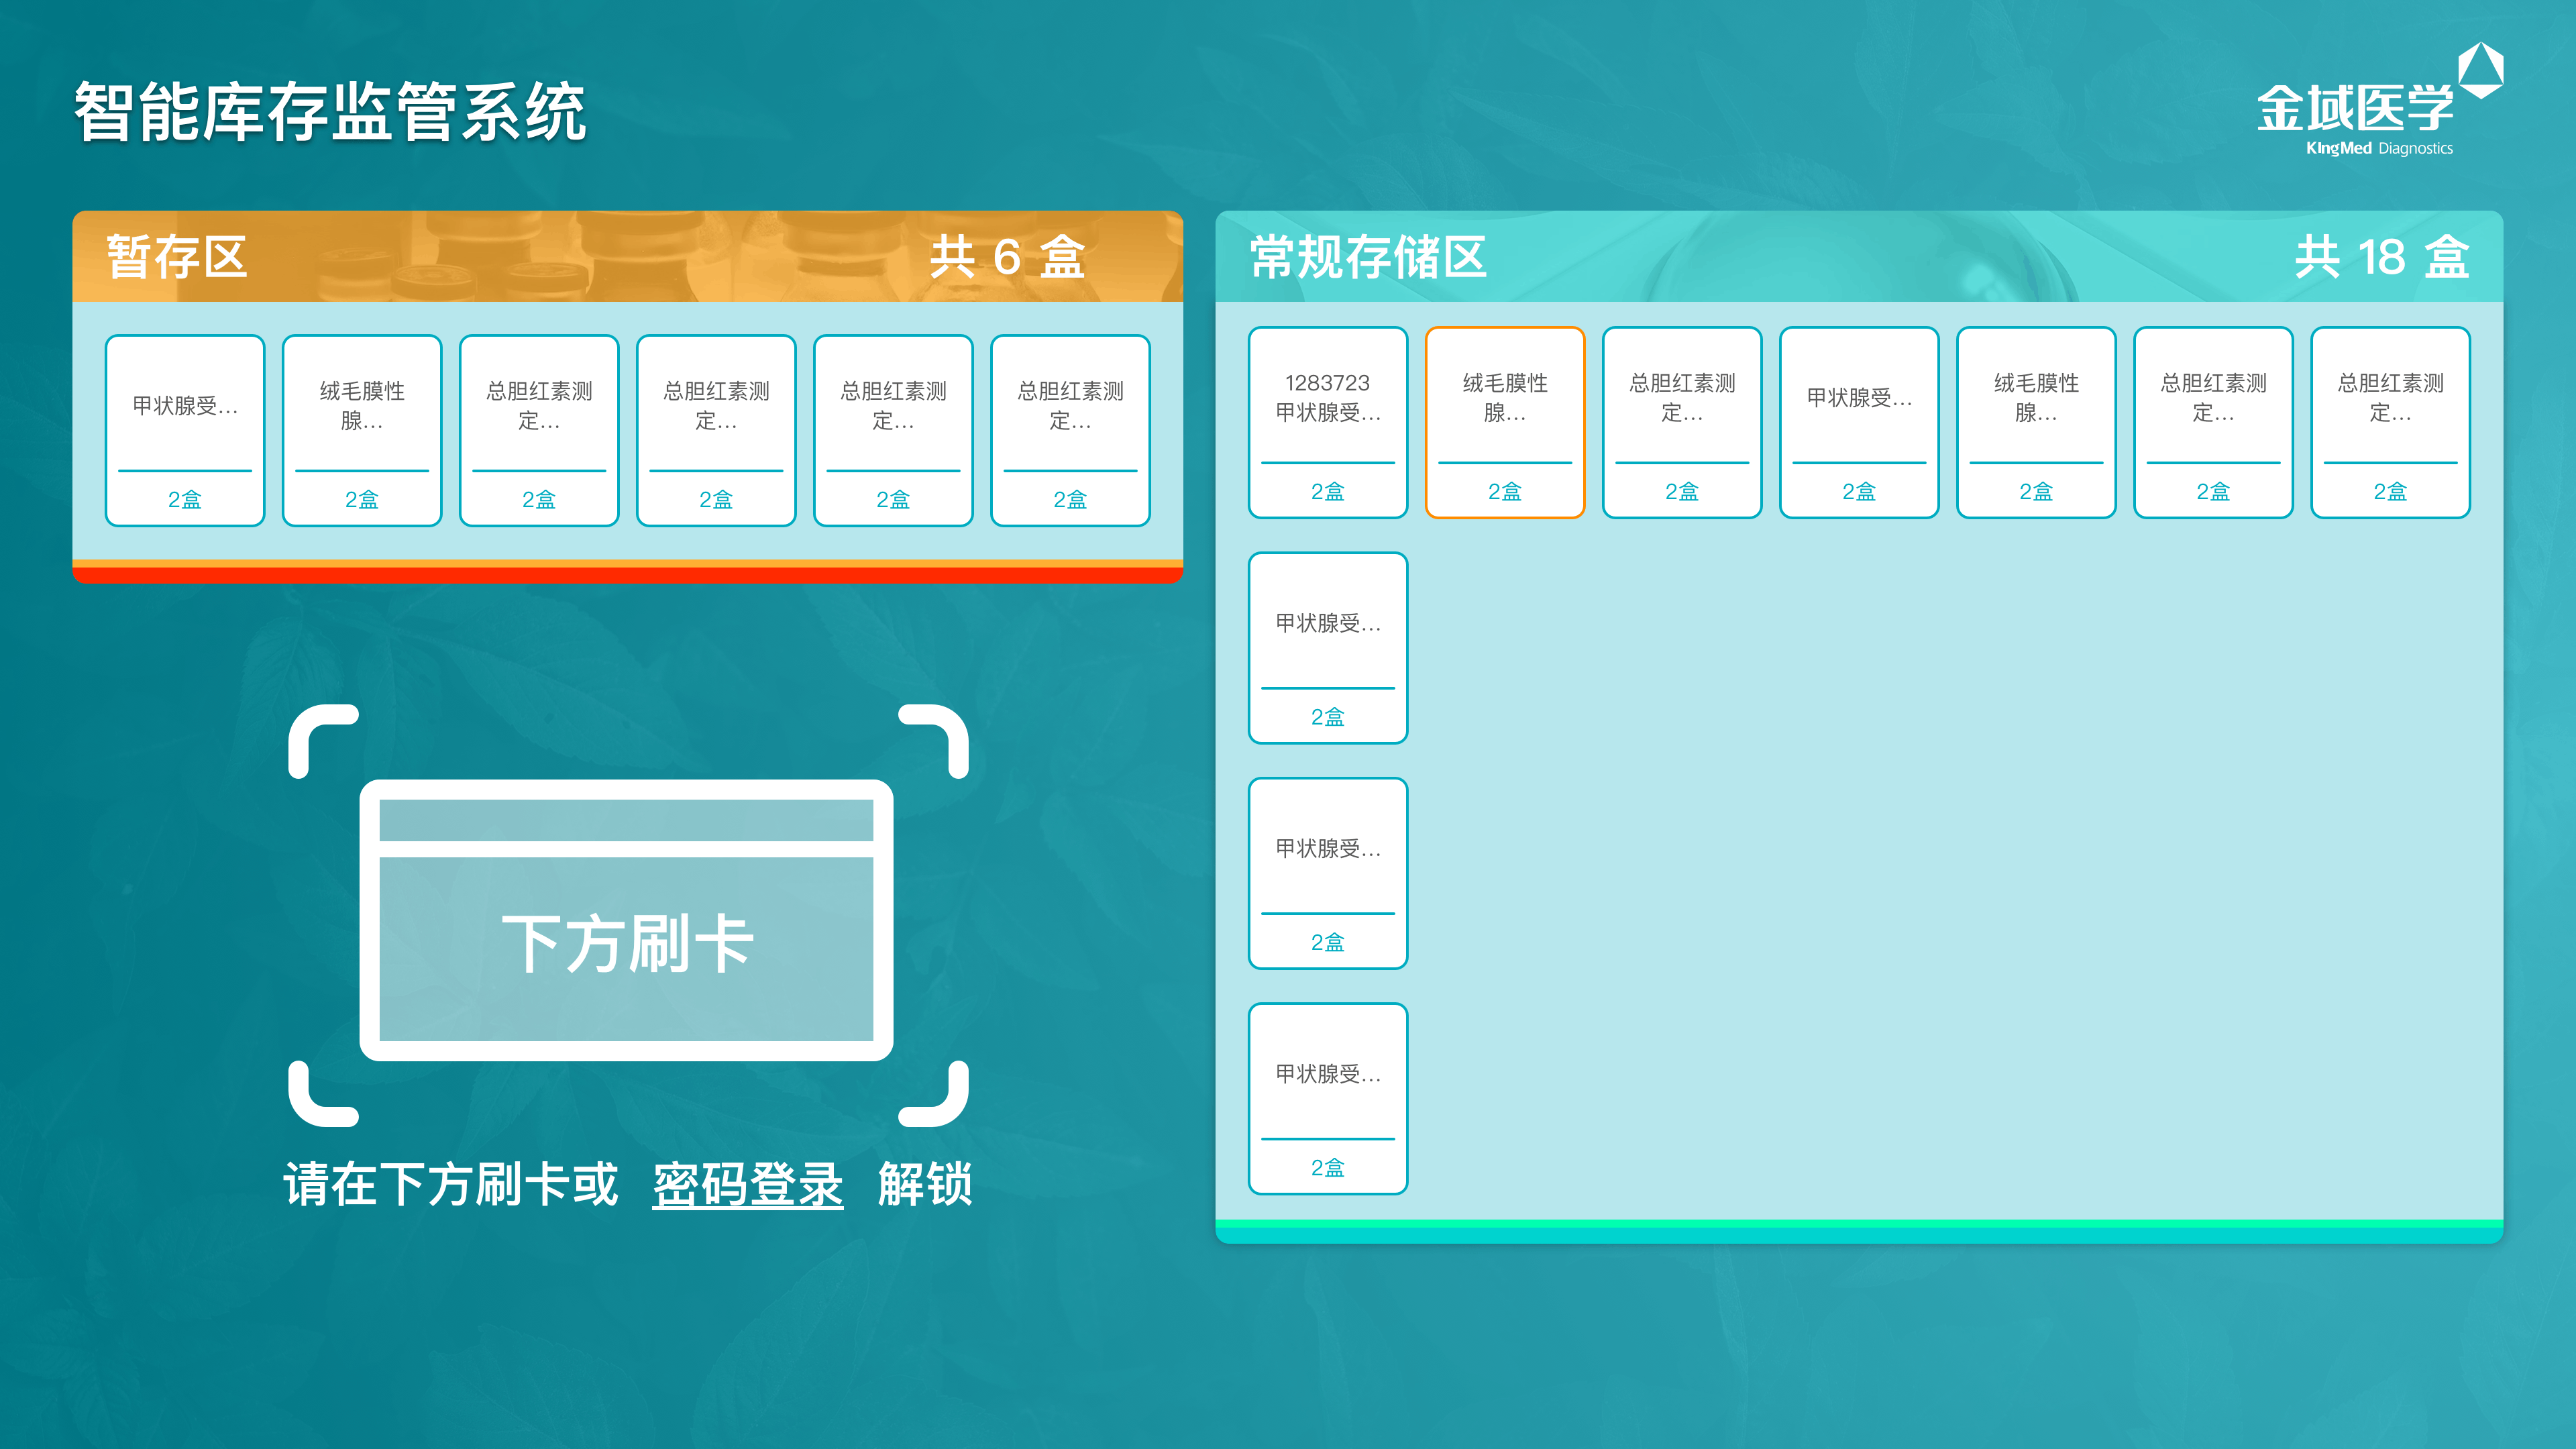 智能库存监管系统
金域医学
KingMed Diagnostics
暂存区
共 6 盒
甲状腺受...
2盒
绒毛膜性
腺...
2盒
总胆红素测
定...
2盒
总胆红素测
定...
2盒
总胆红素测
定...
2盒
总胆红素测
定...
2盒
下方刷卡
请在下方刷卡或 密码登录 解锁
常规存储区
共 18 盒
1283723
甲状腺受...
2盒
绒毛膜性
腺...
2盒
总胆红素测
定...
2盒
甲状腺受...
2盒
绒毛膜性
腺...
2盒
总胆红素测
定...
2盒
总胆红素测
定...
2盒
甲状腺受...
2盒
甲状腺受...
2盒
甲状腺受...
2盒